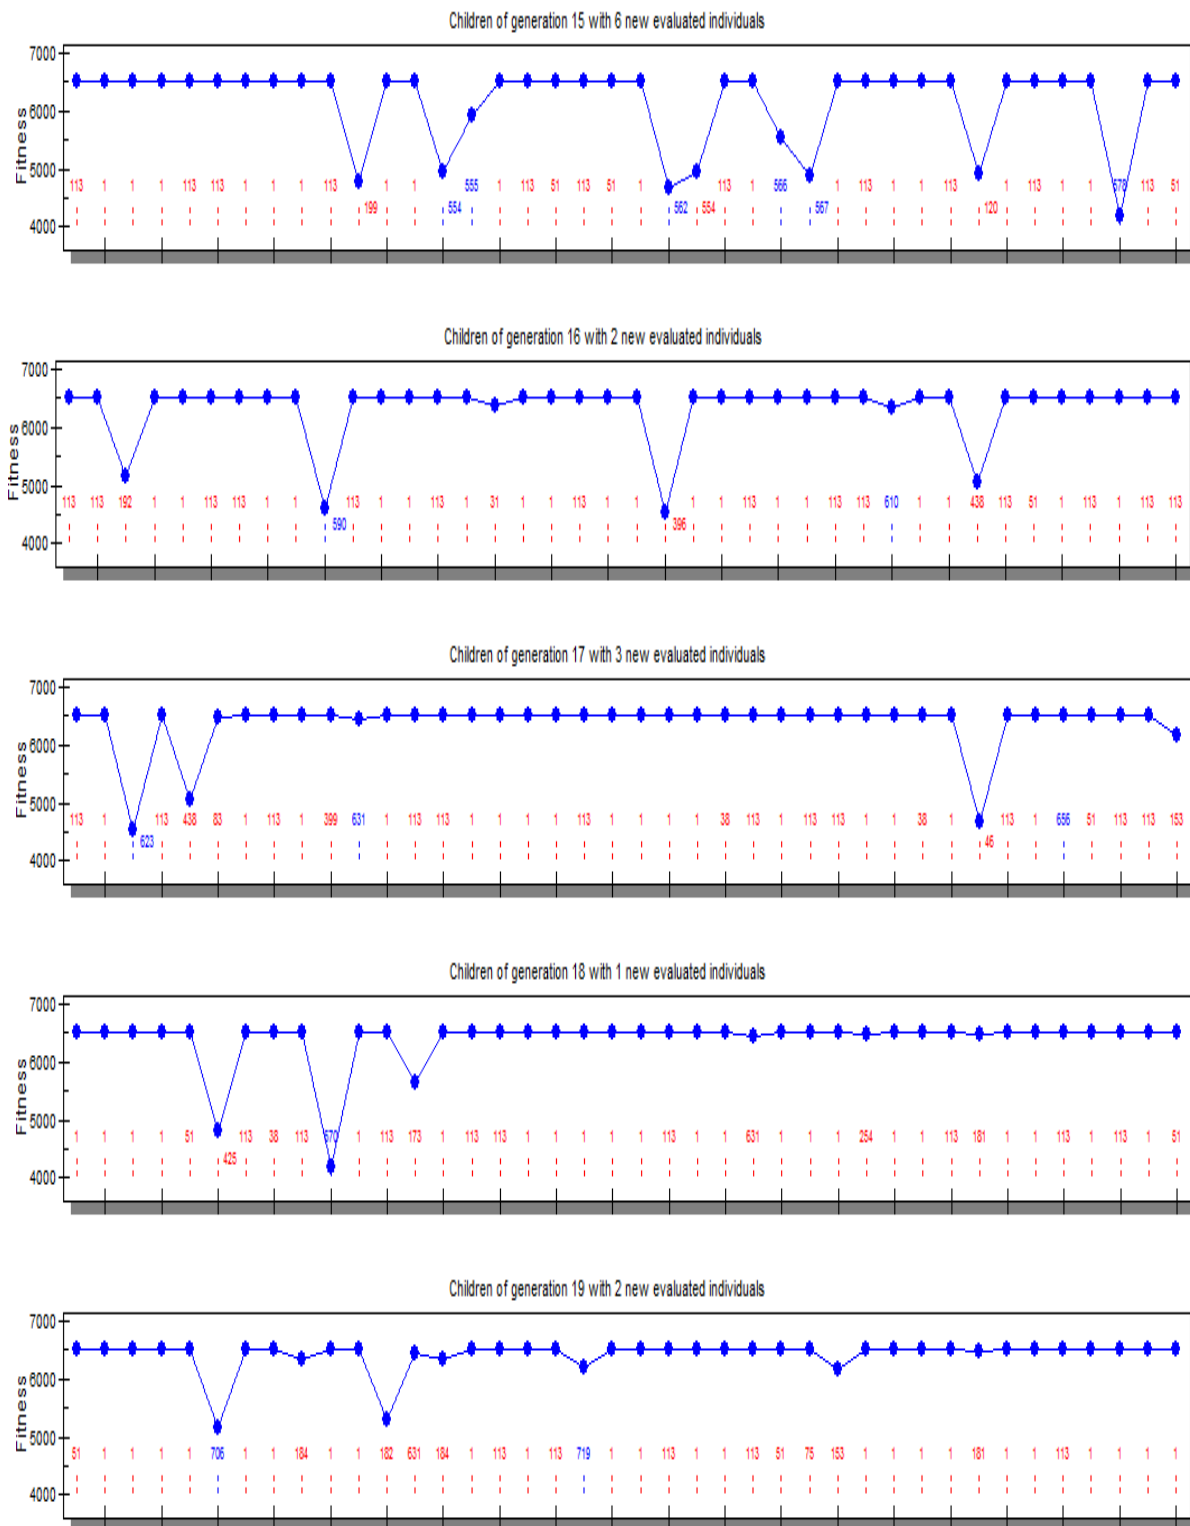 Children of generation 15 with 6 new evaluated individuals
7000
6000
5000
4000
Fitness
113 1 1 1 113 113 1 1 1 113 1 1 555 1 113 51 113 51 1 113 1 566 1 113 1 1 113 1 113 1 1 578 113 51
199 554 562 554 567 120
Children of generation 16 with 2 new evaluated individuals
7000
6000
5000
4000
Fitness
113 113 192 1 1 113 113 1 1 113 1 1 113 1 31 1 1 113 1 1 1 1 113 1 1 113 113 610 1 1 438 113 51 1 113 1 113 113
590 396
Children of generation 17 with 3 new evaluated individuals
7000
6000
5000
4000
Fitness
113 1 1 113 438 83 1 113 1 399 631 1 113 113 1 1 1 1 113 1 1 1 1 38 113 1 113 113 1 1 38 1 113 1 1 656 51 113 113 153
623 46
Children of generation 18 with 1 new evaluated individuals
7000
6000
5000
4000
Fitness
1 1 1 1 51 113 38 113 670 1 113 173 1 113 113 1 1 1 1 1 113 1 1 631 1 1 1 254 1 1 113 181 1 1 113 1 113 1 51
425
Children of generation 19 with 2 new evaluated individuals
7000
6000
5000
4000
Fitness
51 1 1 1 1 706 1 1 184 1 1 182 631 184 1 113 1 113 719 1 1 113 1 1 113 51 75 153 1 1 1 1 181 1 1 113 1 1 1 1